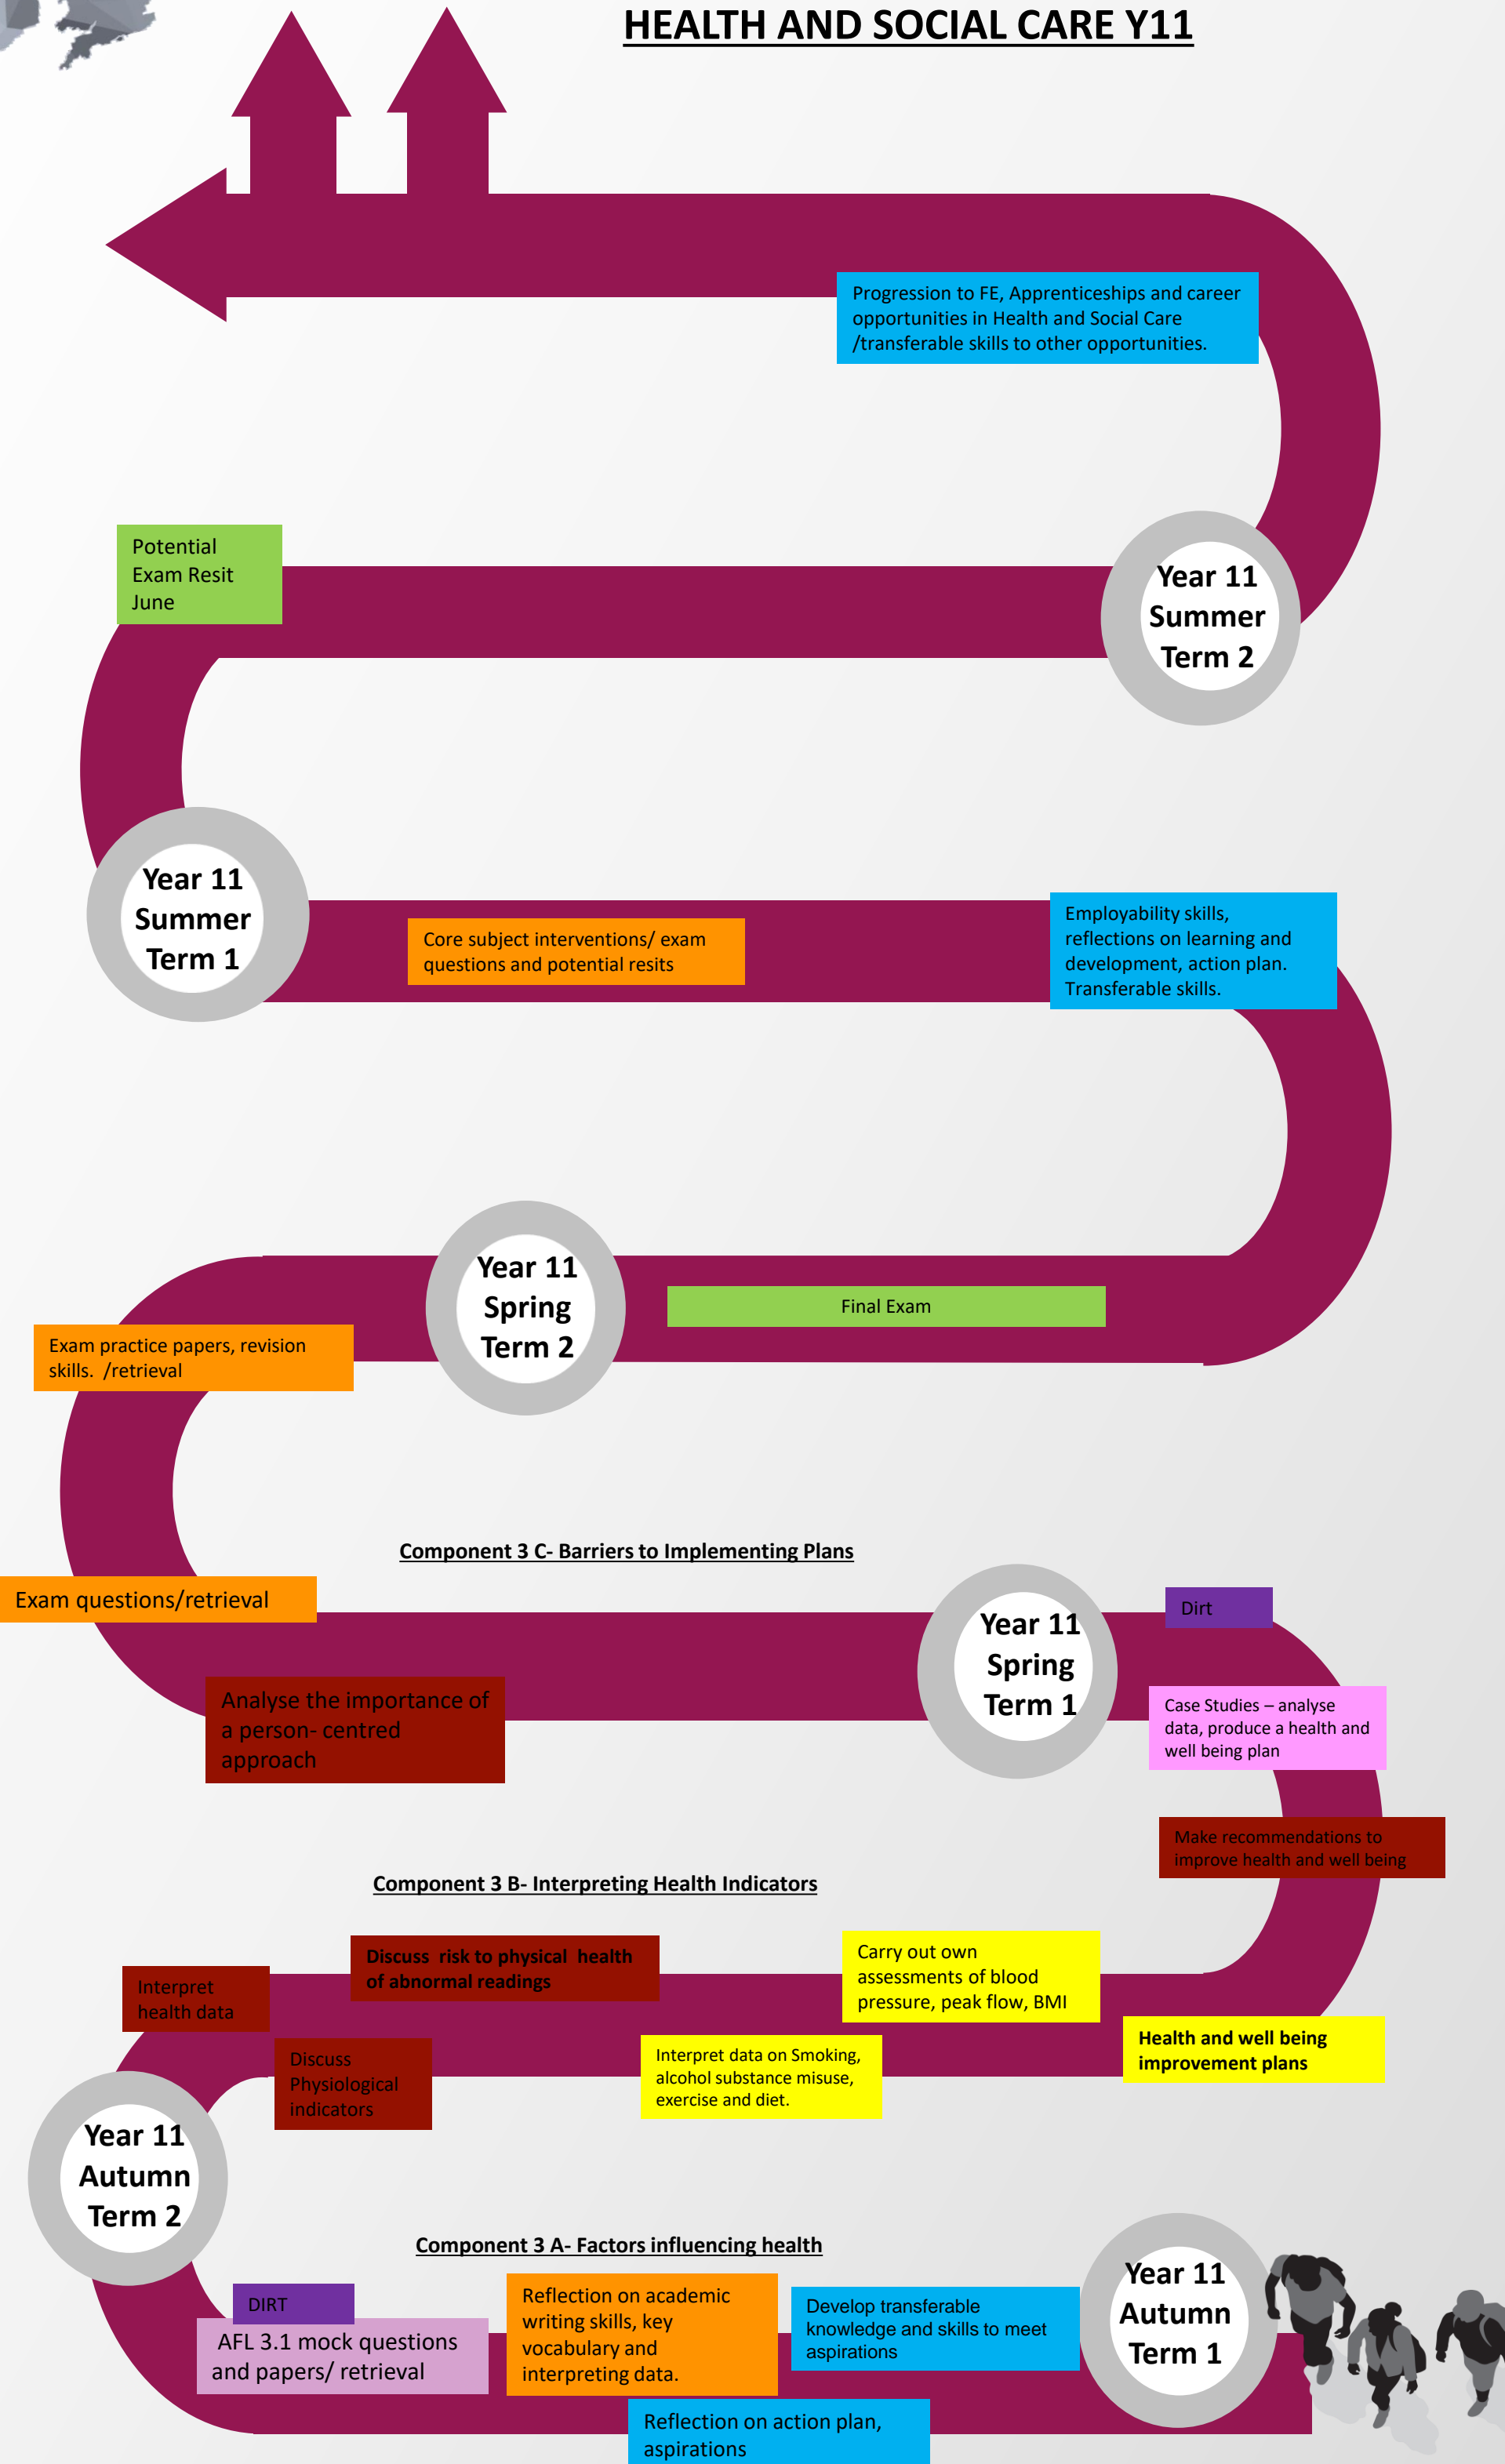 HEALTH AND SOCIAL CARE Y11
Progression to FE, Apprenticeships and career
opportunities in Health and Social Care
/transferable skills to other opportunities.
Potential
Exam Resit
June
Year 11
Summer
Term 2
Year 11
Summer
Term 1
Core subject interventions/ exam
questions and potential resits
Employability skills,
reflections on learning and
development, action plan.
Transferable skills.
Year 11
Spring
Term 2
Final Exam
Exam practice papers, revision
skills.  /retrieval
Component 3 C- Barriers to Implementing Plans
Exam questions/retrieval
Year 11
Spring
Term 1
Dirt
Analyse the importance of
a person- centred
approach
Case Studies – analyse
data, produce a health and
well being plan
Make recommendations to
improve health and well being
Component 3 B- Interpreting Health Indicators
Discuss  risk to physical  health
of abnormal readings
Carry out own
assessments of blood
pressure, peak flow, BMI
Interpret
health data
Health and well being
improvement plans
Discuss
Physiological
indicators
Interpret data on Smoking,
alcohol substance misuse,
exercise and diet.
Year 11
Autumn
Term 2
Component 3 A- Factors influencing health
Year 11
Autumn
Term 1
DIRT
AFL 3.1 mock questions
and papers/ retrieval
Reflection on academic
writing skills, key
vocabulary and
interpreting data.
Develop transferable
knowledge and skills to meet
aspirations
Reflection on action plan,
aspirations